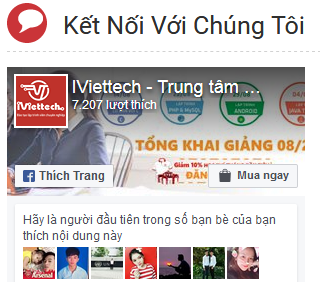 Kết Nối Với Chúng Tôi
IViettech - Trung tâm ...
7.207 lượt thích
IViettech
TỔNG KHAI GIẢNG 08/2
Giảm 10%
ĐĂN
Thích Trang
Mua ngay
Hãy là người đầu tiên trong số bạn bè của bạn
thích nội dung này
Arsenal